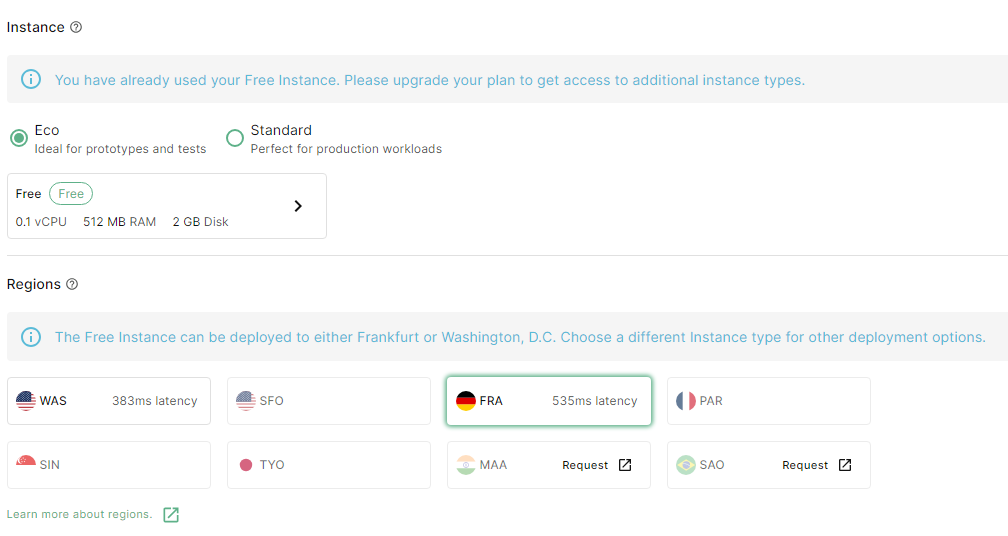 Instance
You have already used your Free Instance. Please upgrade your plan to get access to additional instance types.
Eco
Ideal for prototypes and tests
Standard
Perfect for production workloads
Free Free
0.1 vCPU 512 MB RAM 2 GB Disk
Regions
The Free Instance can be deployed to either Frankfurt or Washington, D.C. Choose a different Instance type for other deployment options.
WAS 383ms latency SFO FRA 535ms latency PAR
SIN TYO MAA Request SAO Request
Learn more about regions.